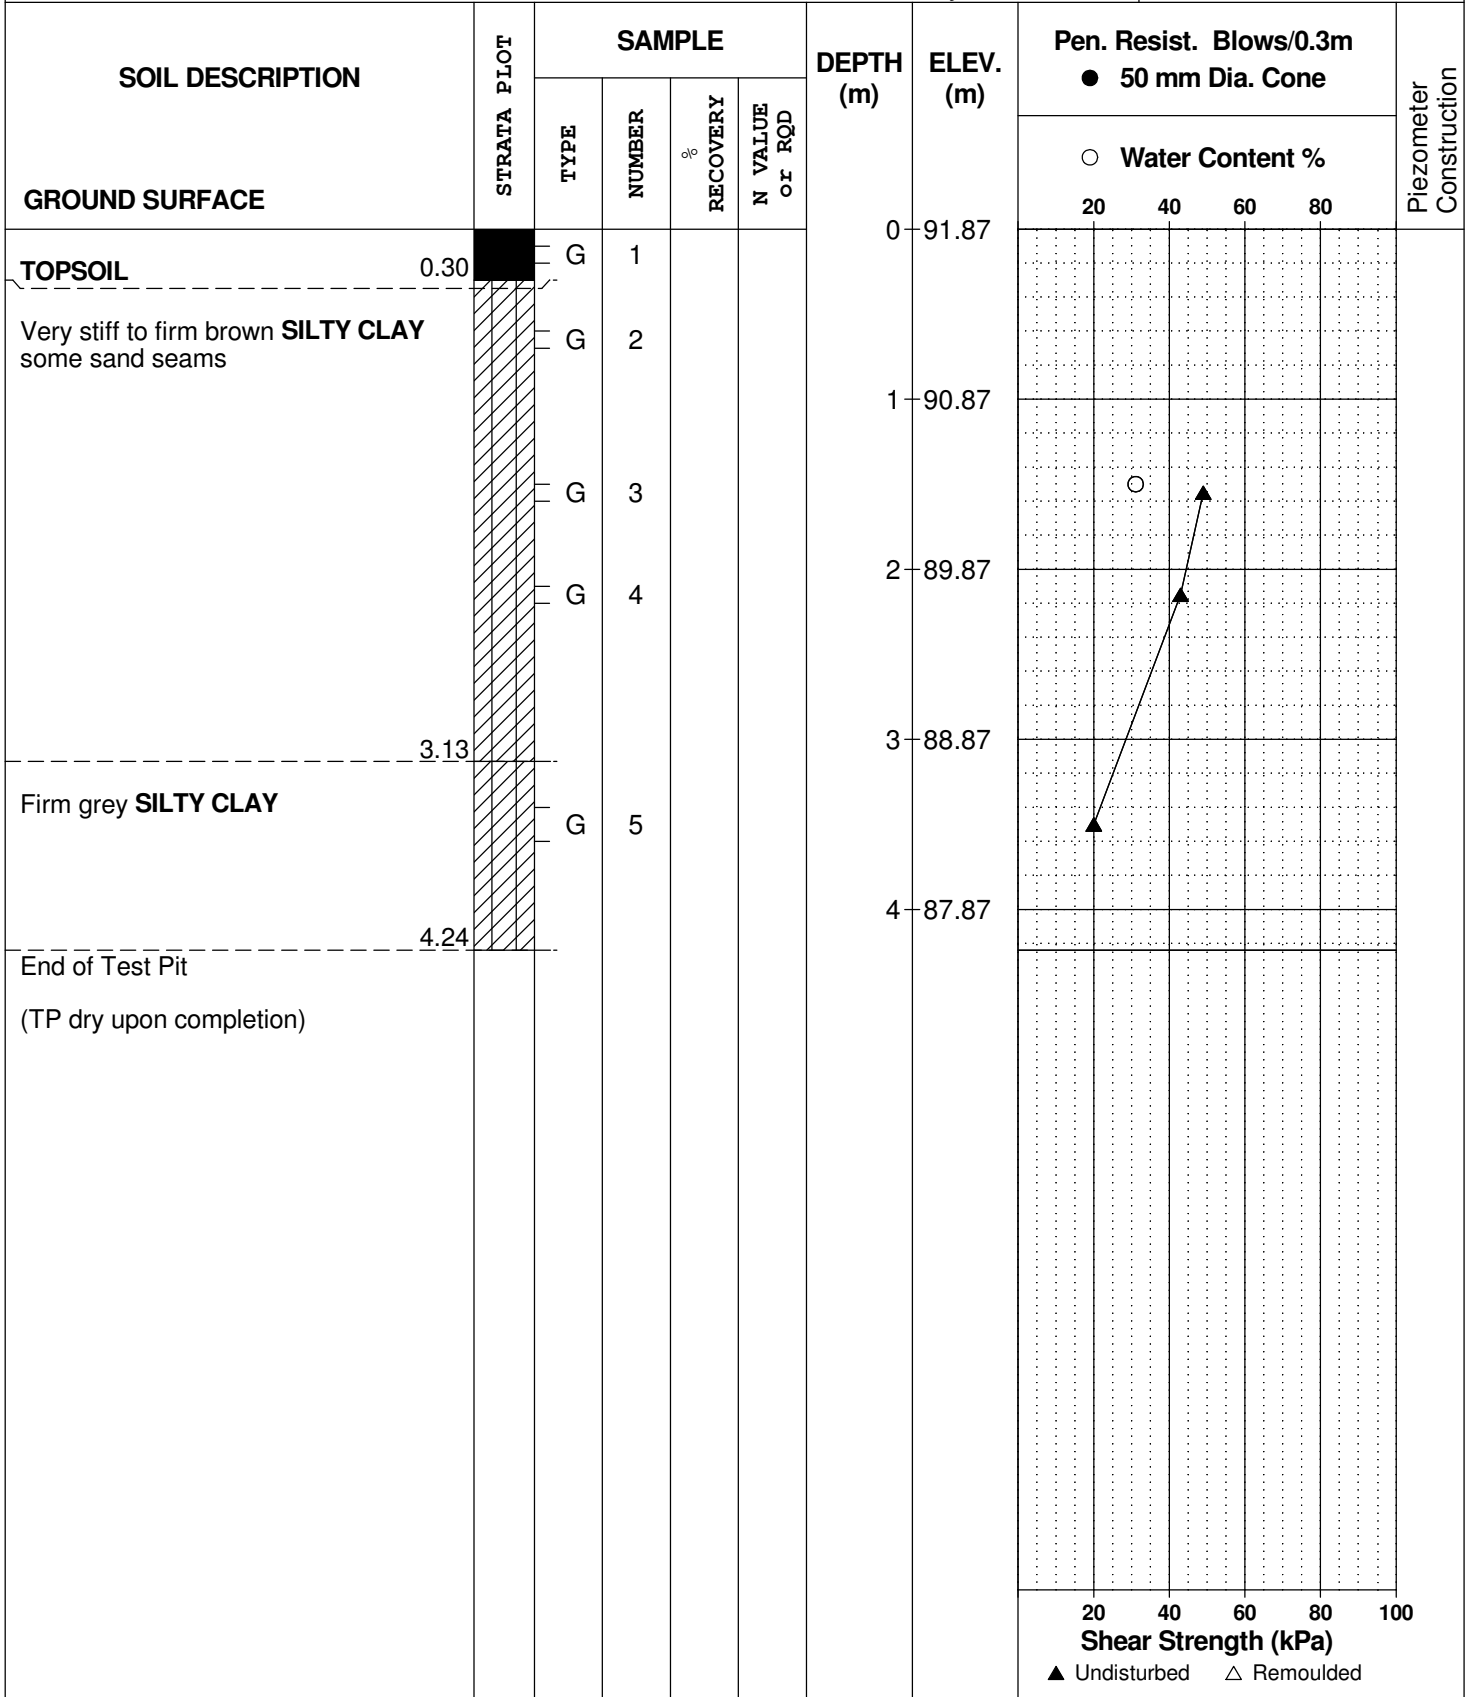 SOIL DESCRIPTION
GROUND SURFACE
STRATA PLOT
SAMPLE
TYPE
NUMBER
%
RECOVERY
N VALUE
or RQD
DEPTH
(m)
ELEV.
(m)
Pen. Resist. Blows/0.3m
● 50 mm Dia. Cone
○ Water Content %
20 40 60 80
Piezometer
Construction
0 91.87
TOPSOIL 0.30
G 1
Very stiff to firm brown SILTY CLAY
some sand seams
G 2
1 90.87
G 3
2 89.87
G 4
3 88.87
3.13
Firm grey SILTY CLAY
G 5
4 87.87
4.24
End of Test Pit
(TP dry upon completion)
20 40 60 80 100
Shear Strength (kPa)
▲ Undisturbed △ Remoulded